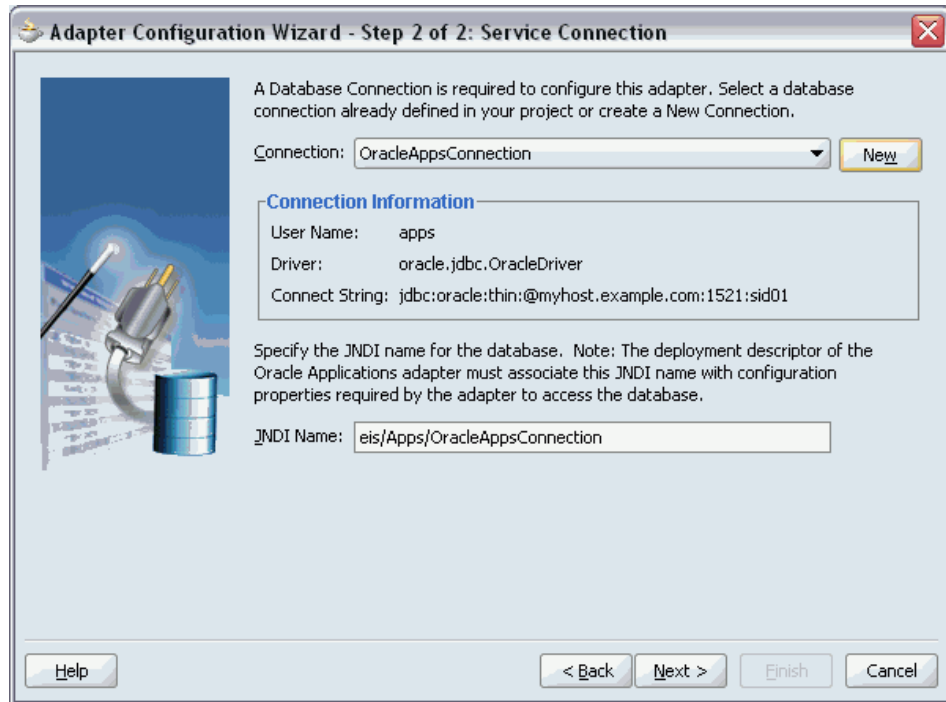 Adapter Configuration Wizard - Step 2 of 2: Service Connection
A Database Connection is required to configure this adapter. Select a database
connection already defined in your project or create a New Connection.
Connection: OracleAppsConnection New
Connection Information
User Name: apps
Driver: oracle.jdbc.OracleDriver
Connect String: jdbc:oracle:thin:@myhost.example.com:1521:sid01
Specify the JNDI name for the database. Note: The deployment descriptor of the
Oracle Applications adapter must associate this JNDI name with configuration
properties required by the adapter to access the database.
JNDI Name: eis/Apps/OracleAppsConnection
Help < Back Next > Finish Cancel